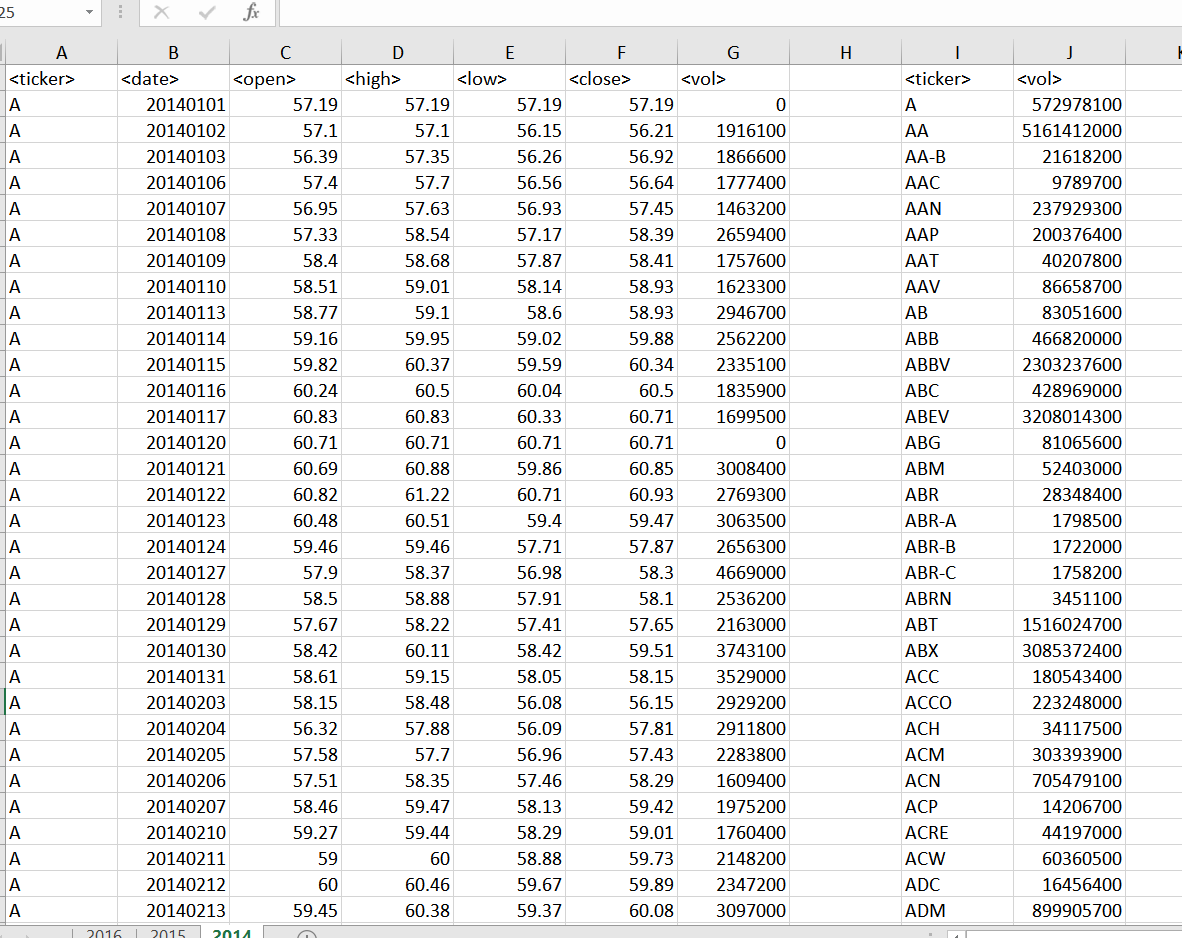 25 fx
A B C D E F G H I J K
<ticker> <date> <open> <high> <low> <close> <vol> <ticker> <vol>
A 20140101 57.19 57.19 57.19 57.19 0 A 572978100
A 20140102 57.1 57.1 56.15 56.21 1916100 AA 5161412000
A 20140103 56.39 57.35 56.26 56.92 1866600 AA-B 21618200
A 20140106 57.4 57.7 56.56 56.64 1777400 AAC 9789700
A 20140107 56.95 57.63 56.93 57.45 1463200 AAN 237929300
A 20140108 57.33 58.54 57.17 58.39 2659400 AAP 200376400
A 20140109 58.4 58.68 57.87 58.41 1757600 AAT 40207800
A 20140110 58.51 59.01 58.14 58.93 1623300 AAV 86658700
A 20140113 58.77 59.1 58.6 58.93 2946700 AB 83051600
A 20140114 59.16 59.95 59.02 59.88 2562200 ABB 466820000
A 20140115 59.82 60.37 59.59 60.34 2335100 ABBV 2303237600
A 20140116 60.24 60.5 60.04 60.5 1835900 ABC 428969000
A 20140117 60.83 60.83 60.33 60.71 1699500 ABEV 3208014300
A 20140120 60.71 60.71 60.71 60.71 0 ABG 81065600
A 20140121 60.69 60.88 59.86 60.85 3008400 ABM 52403000
A 20140122 60.82 61.22 60.71 60.93 2769300 ABR 28348400
A 20140123 60.48 60.51 59.4 59.47 3063500 ABR-A 1798500
A 20140124 59.46 59.46 57.71 57.87 2656300 ABR-B 1722000
A 20140127 57.9 58.37 56.98 58.3 4669000 ABR-C 1758200
A 20140128 58.5 58.88 57.91 58.1 2536200 ABRN 3451100
A 20140129 57.67 58.22 57.41 57.65 2163000 ABT 1516024700
A 20140130 58.42 60.11 58.42 59.51 3743100 ABX 3085372400
A 20140131 58.61 59.15 58.05 58.15 3529000 ACC 180543400
A 20140203 58.15 58.48 56.08 56.15 2929200 ACCO 223248000
A 20140204 56.32 57.88 56.09 57.81 2911800 ACH 34117500
A 20140205 57.58 57.7 56.96 57.43 2283800 ACM 303393900
A 20140206 57.51 58.35 57.46 58.29 1609400 ACN 705479100
A 20140207 58.46 59.47 58.13 59.42 1975200 ACP 14206700
A 20140210 59.27 59.44 58.29 59.01 1760400 ACRE 44197000
A 20140211 59 60 58.88 59.73 2148200 ACW 60360500
A 20140212 60 60.46 59.67 59.89 2347200 ADC 16456400
A 20140213 59.45 60.38 59.37 60.08 3097000 ADM 899905700
2016 2015 2014